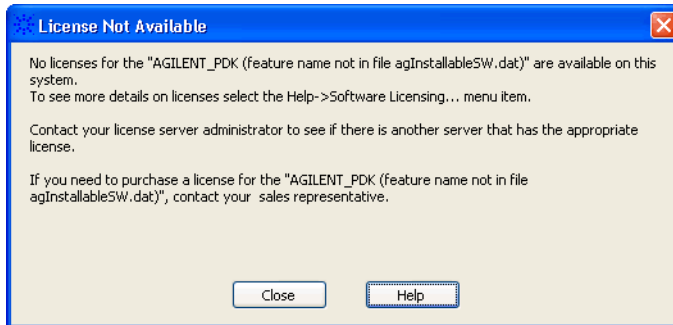 License Not Available
No licenses for the "AGILENT_PDK (feature name not in file agInstallableSW.dat)" are available on this
system.
To see more details on licenses select the Help->Software Licensing... menu item.
Contact your license server administrator to see if there is another server that has the appropriate
license.
If you need to purchase a license for the "AGILENT_PDK (feature name not in file
agInstallableSW.dat)", contact your  sales representative.
Close
Help